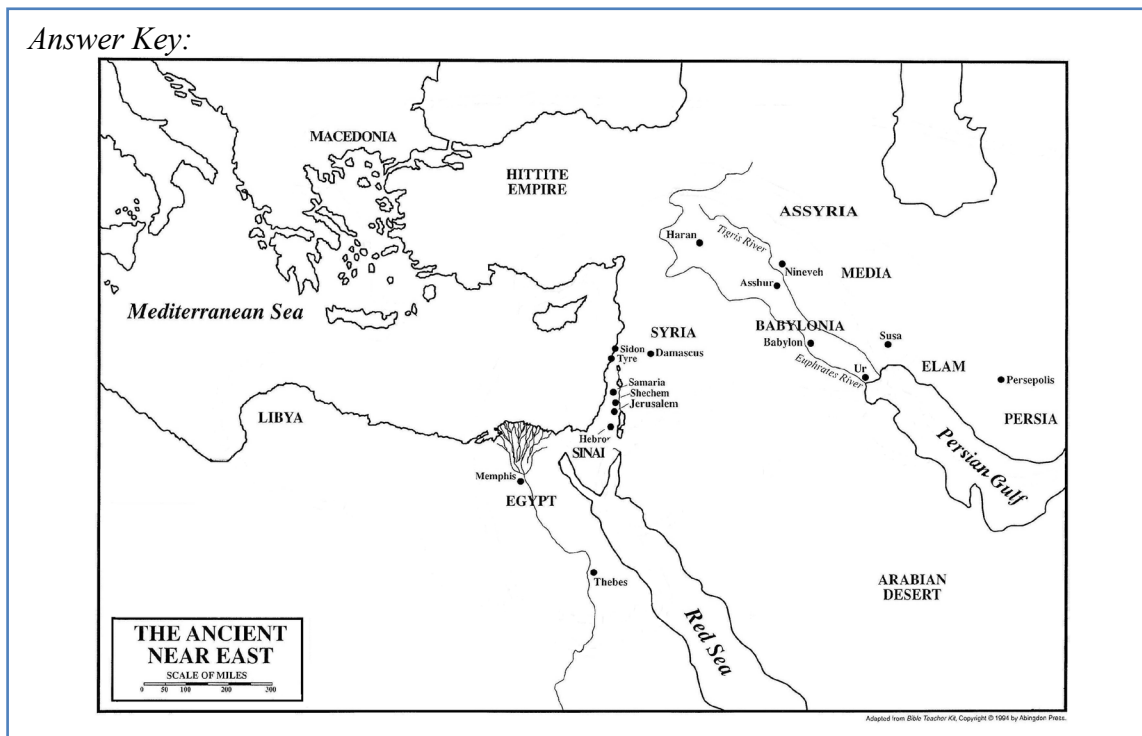 Answer Key:
MACEDONIA
HITTITE
EMPIRE
ASSYRIA
Tigris River
Haran
Nineveh
MEDIA
Asshur
Mediterranean Sea
BABYLONIA
SYRIA
Babylon
Susa
Sidon
Damascus
Tyre
Euphrates River
Ur
ELAM
Persepolis
Samaria
Shechem
Jerusalem
LIBYA
PERSIA
Hebro
SINAI
Persian Gulf
Memphis
EGYPT
Thebes
ARABIAN
DESERT
Red Sea
THE ANCIENT
NEAR EAST
SCALE OF MILES
0 50 100 200 300
Adapted from Bible Teacher Kit, Copyright © 1994 by Abingdon Press.